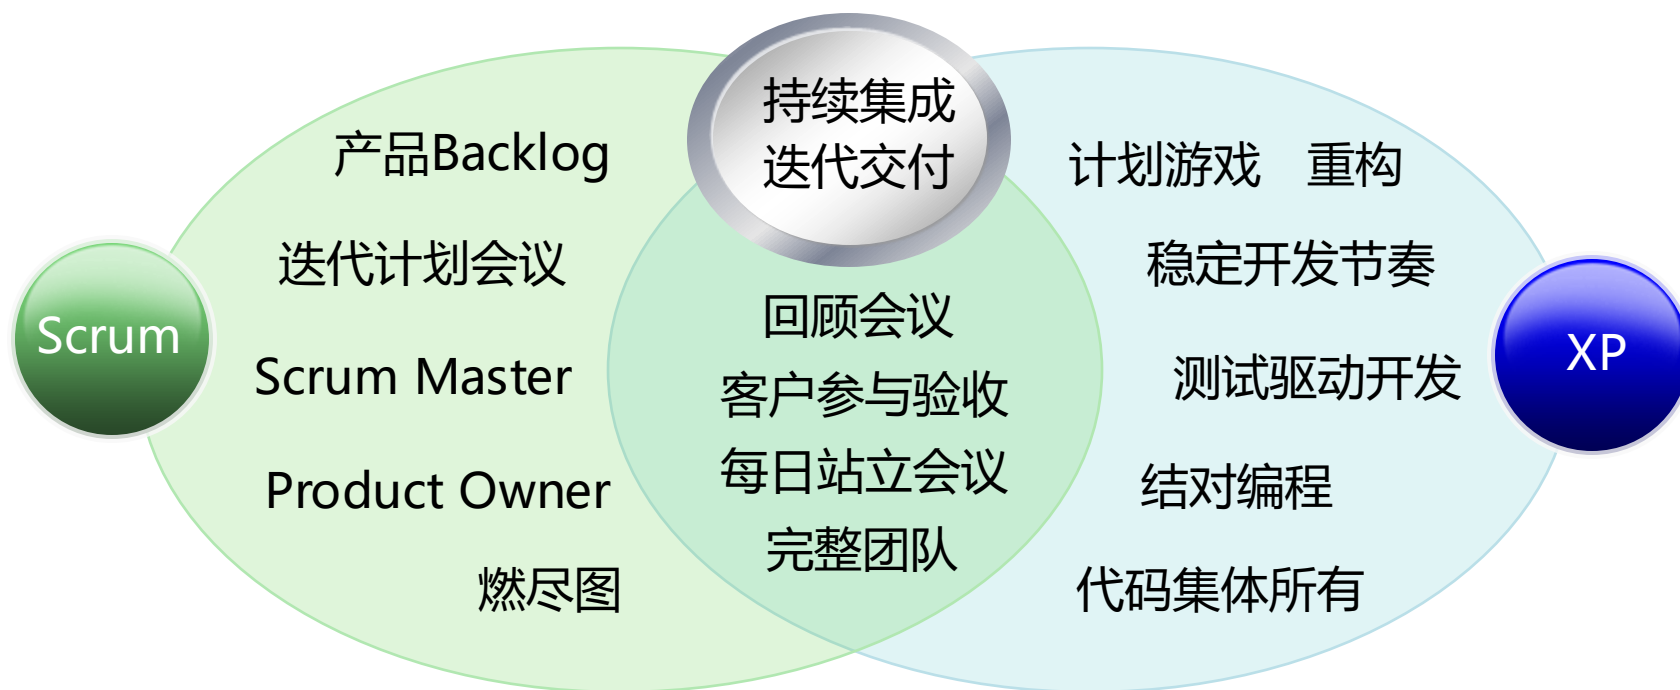 Scrum
产品Backlog
迭代计划会议
Scrum Master
Product Owner
燃尽图
持续集成
迭代交付
回顾会议
客户参与验收
每日站立会议
完整团队
计划游戏 重构
稳定开发节奏
测试驱动开发
结对编程
代码集体所有
XP